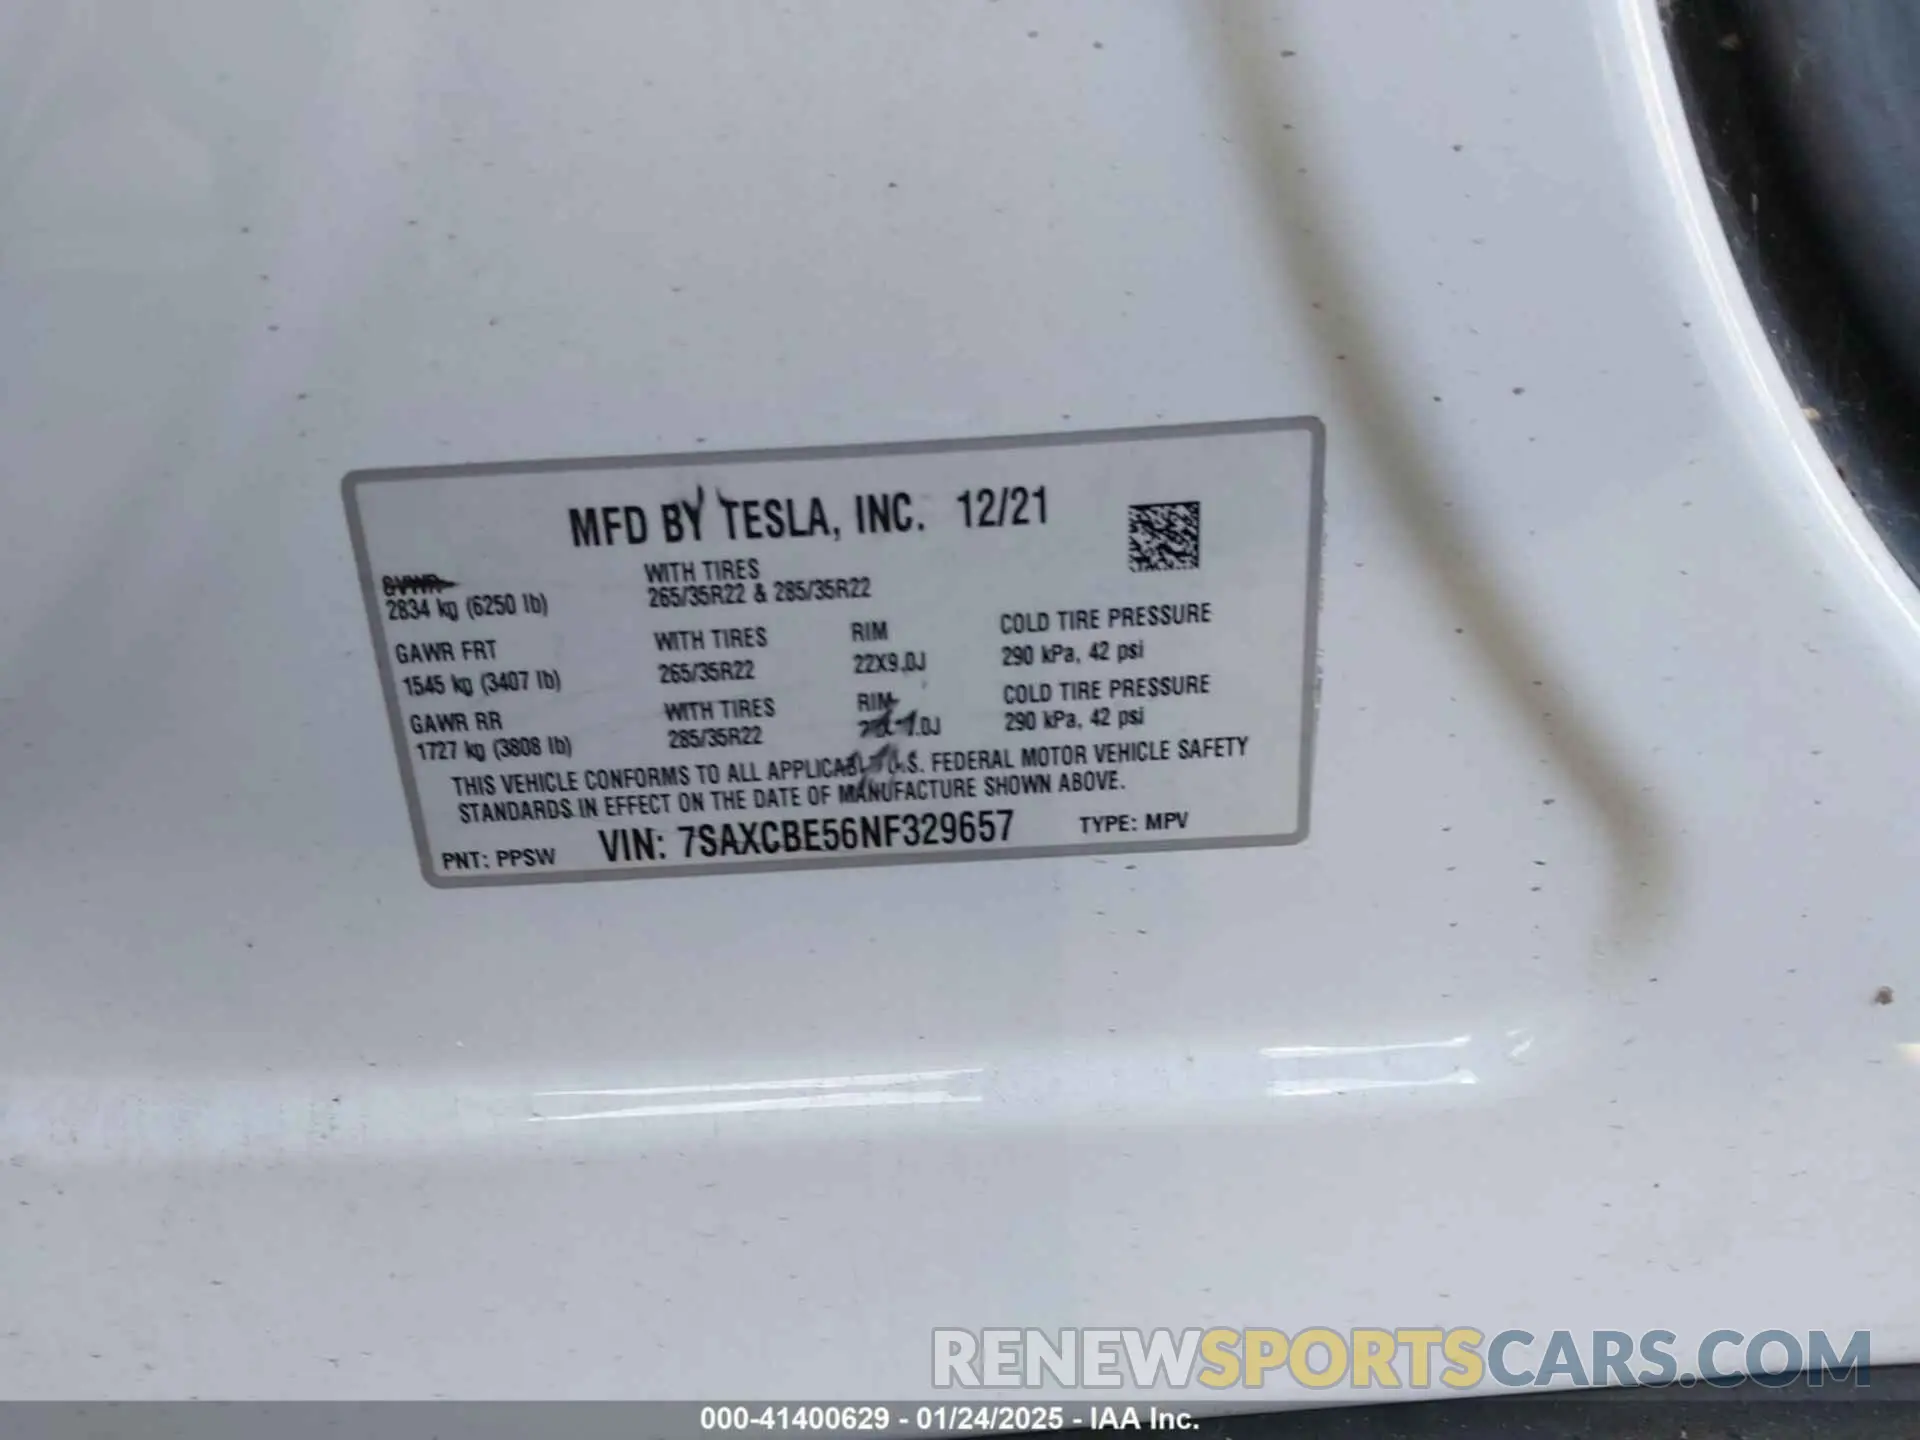 MFD BY TESLA, INC. 12/21
GVWR
2834 kg (6250 lb)
WITH TIRES
265/35R22 & 285/35R22
GAWR FRT
1545 kg (3407 lb)
WITH TIRES
265/35R22
RIM
22X9.0J
COLD TIRE PRESSURE
290 kPa, 42 psi
GAWR RR
1727 kg (3808 lb)
WITH TIRES
285/35R22
RIM
COLD TIRE PRESSURE
290 kPa, 42 psi
THIS VEHICLE CONFORMS TO ALL APPLICABLE U.S. FEDERAL MOTOR VEHICLE SAFETY
STANDARDS IN EFFECT ON THE DATE OF MANUFACTURE SHOWN ABOVE.
PNT: PPSW VIN: 7SAXCBE56NF329657 TYPE: MPV
RENEWSPORTSCARS.COM
000-41400629 - 01/24/2025 - IAA Inc.